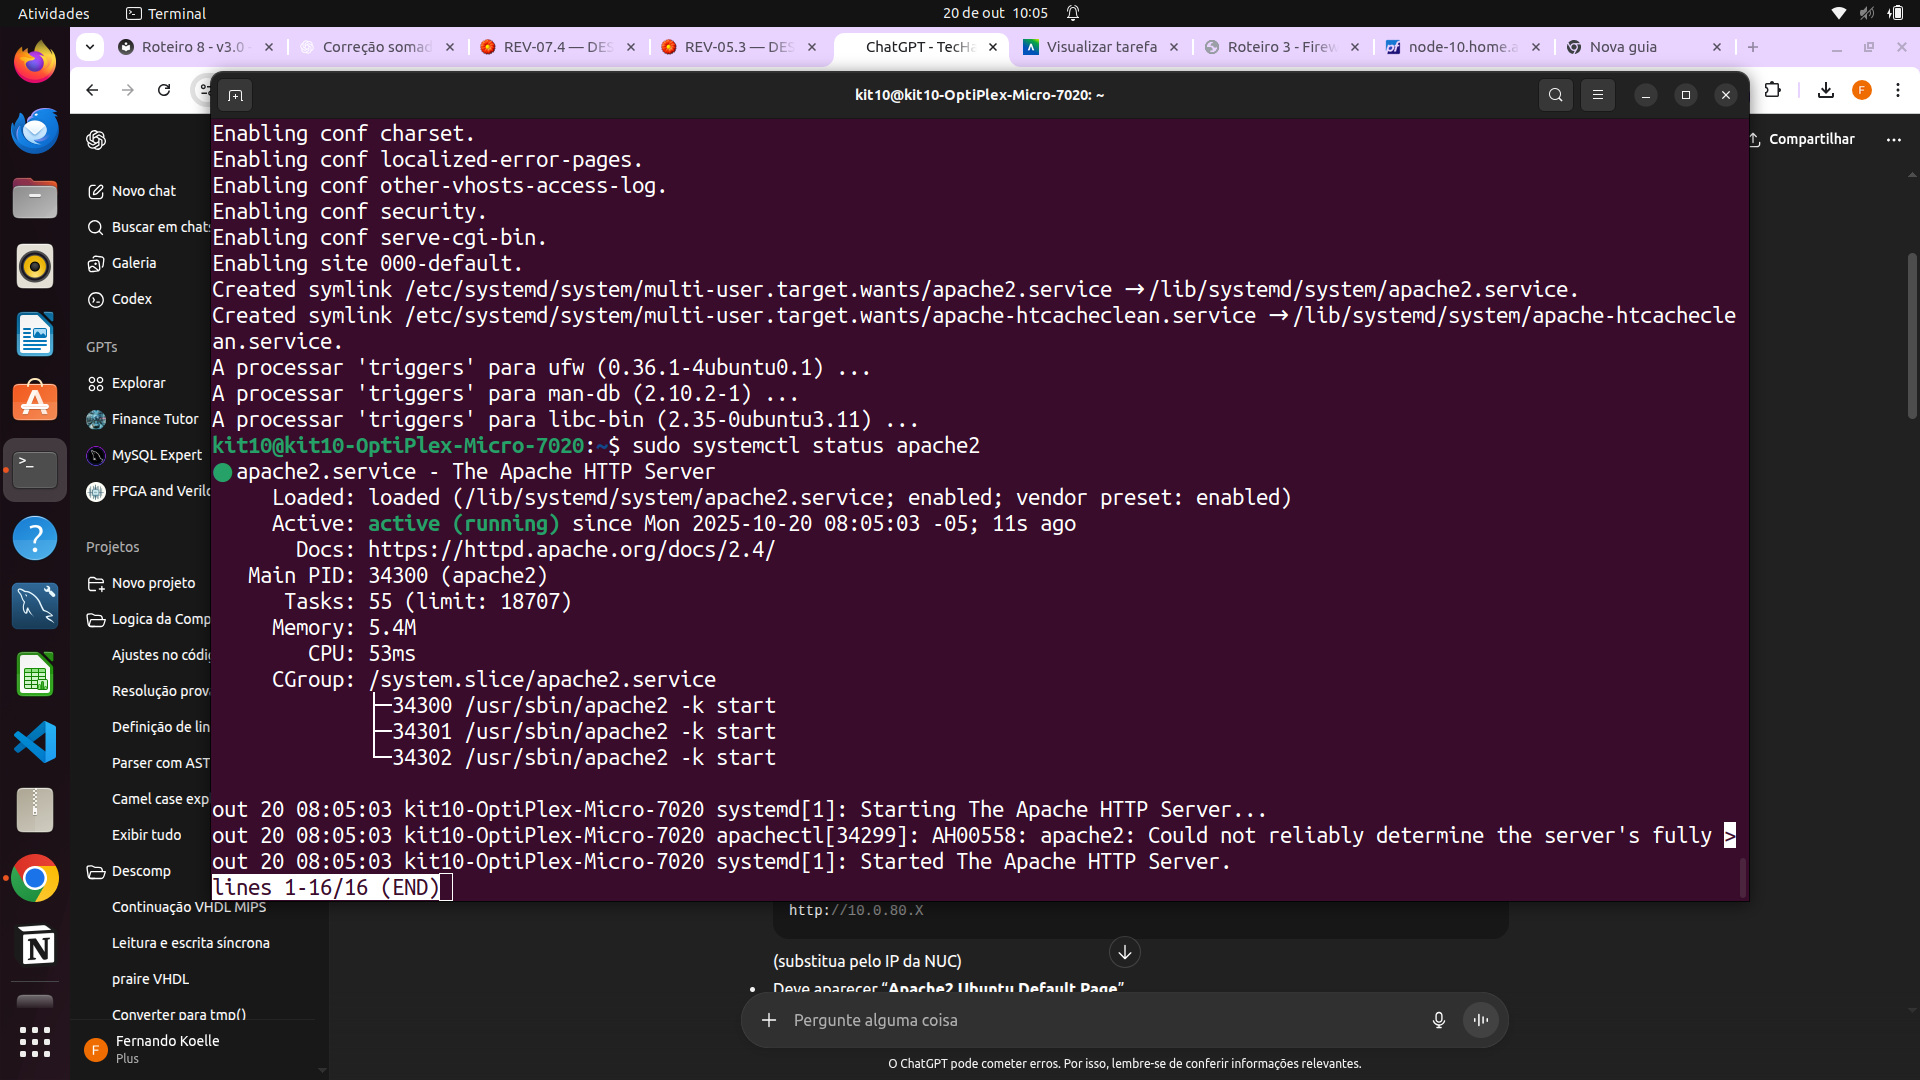 Atividades
Terminal
20 de out 10:05
Roteiro 8 - v3.0
Correção somad
REV-07.4 — DES
REV-05.3 — DES
ChatGPT - TecHa
Visualizar tarefa
Roteiro 3 - Firew
node-10.home.a
Nova guia
kit10@kit10-OptiPlex-Micro-7020: ~
Compartilhar
Novo chat
Buscar em chats
Galeria
Codex
GPTs
Explorar
Finance Tutor
MySQL Expert
FPGA and Verilo
Projetos
Novo projeto
Logica da Comp
Ajustes no códig
Resolução prova
Definição de lin
Parser com AST
Camel case exp
Exibir tudo
Descomp
Continuação VHDL MIPS
Leitura e escrita síncrona
praire VHDL
Converter para tmp()
F
Fernando Koelle
Plus
Enabling conf charset.
Enabling conf localized-error-pages.
Enabling conf other-vhosts-access-log.
Enabling conf security.
Enabling conf serve-cgi-bin.
Enabling site 000-default.
Created symlink /etc/systemd/system/multi-user.target.wants/apache2.service → /lib/systemd/system/apache2.service.
Created symlink /etc/systemd/system/multi-user.target.wants/apache-htcacheclean.service → /lib/systemd/system/apache-htcachecle
an.service.
A processar 'triggers' para ufw (0.36.1-4ubuntu0.1) ...
A processar 'triggers' para man-db (2.10.2-1) ...
A processar 'triggers' para libc-bin (2.35-0ubuntu3.11) ...
kit10@kit10-OptiPlex-Micro-7020:~$ sudo systemctl status apache2
● apache2.service - The Apache HTTP Server
Loaded: loaded (/lib/systemd/system/apache2.service; enabled; vendor preset: enabled)
Active: active (running) since Mon 2025-10-20 08:05:03 -05; 11s ago
Docs: https://httpd.apache.org/docs/2.4/
Main PID: 34300 (apache2)
Tasks: 55 (limit: 18707)
Memory: 5.4M
CPU: 53ms
CGroup: /system.slice/apache2.service
├─34300 /usr/sbin/apache2 -k start
├─34301 /usr/sbin/apache2 -k start
└─34302 /usr/sbin/apache2 -k start
out 20 08:05:03 kit10-OptiPlex-Micro-7020 systemd[1]: Starting The Apache HTTP Server...
out 20 08:05:03 kit10-OptiPlex-Micro-7020 apachectl[34299]: AH00558: apache2: Could not reliably determine the server's fully >
out 20 08:05:03 kit10-OptiPlex-Micro-7020 systemd[1]: Started The Apache HTTP Server.
lines 1-16/16 (END)
http://10.0.80.X
(substitua pelo IP da NUC)
• Deve aparecer “Apache2 Ubuntu Default Page”
Pergunte alguma coisa
O ChatGPT pode cometer erros. Por isso, lembre-se de conferir informações relevantes.